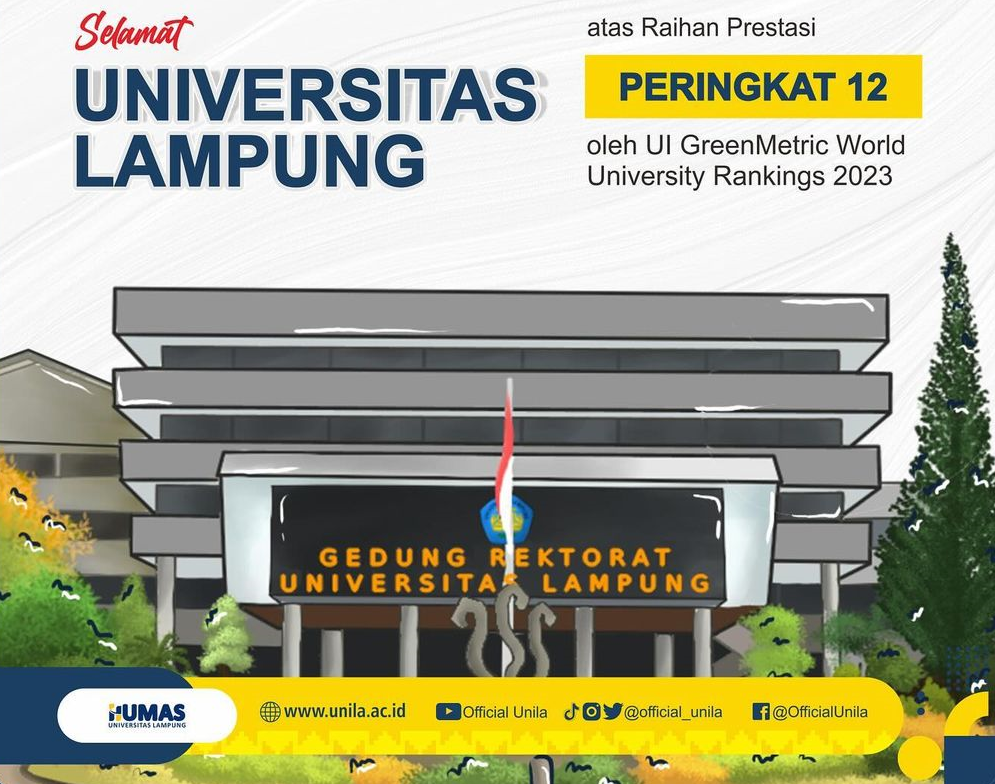 Selamat
UNIVERSITAS
LAMPUNG
atas Raihan Prestasi
PERINGKAT 12
oleh UI GreenMetric World
University Rankings 2023
GEDUNG REKTORAT
UNIVERSITAS LAMPUNG
HUMAS
UNIVERSITAS LAMPUNG
www.unila.ac.id
Official Unila
@official_unila
@OfficialUnila